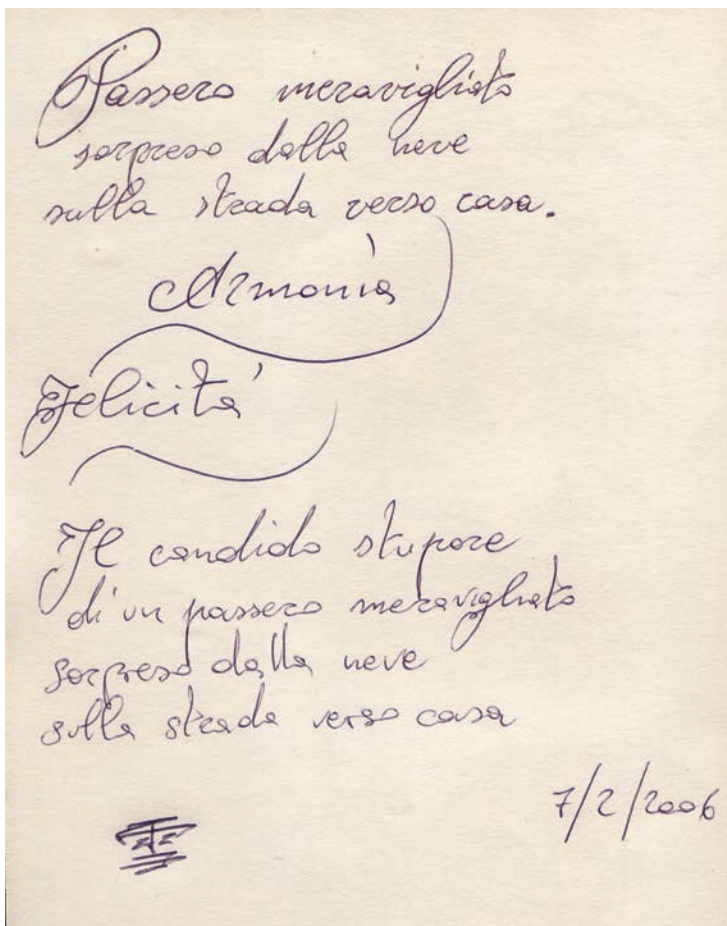 Passero meravigliato
sorpreso dalla neve
sulla strada verso casa.
Armonia
Felicità
Il candido stupore
di un passero meravigliato
sorpreso dalla neve
sulla strada verso casa
7/2/2006